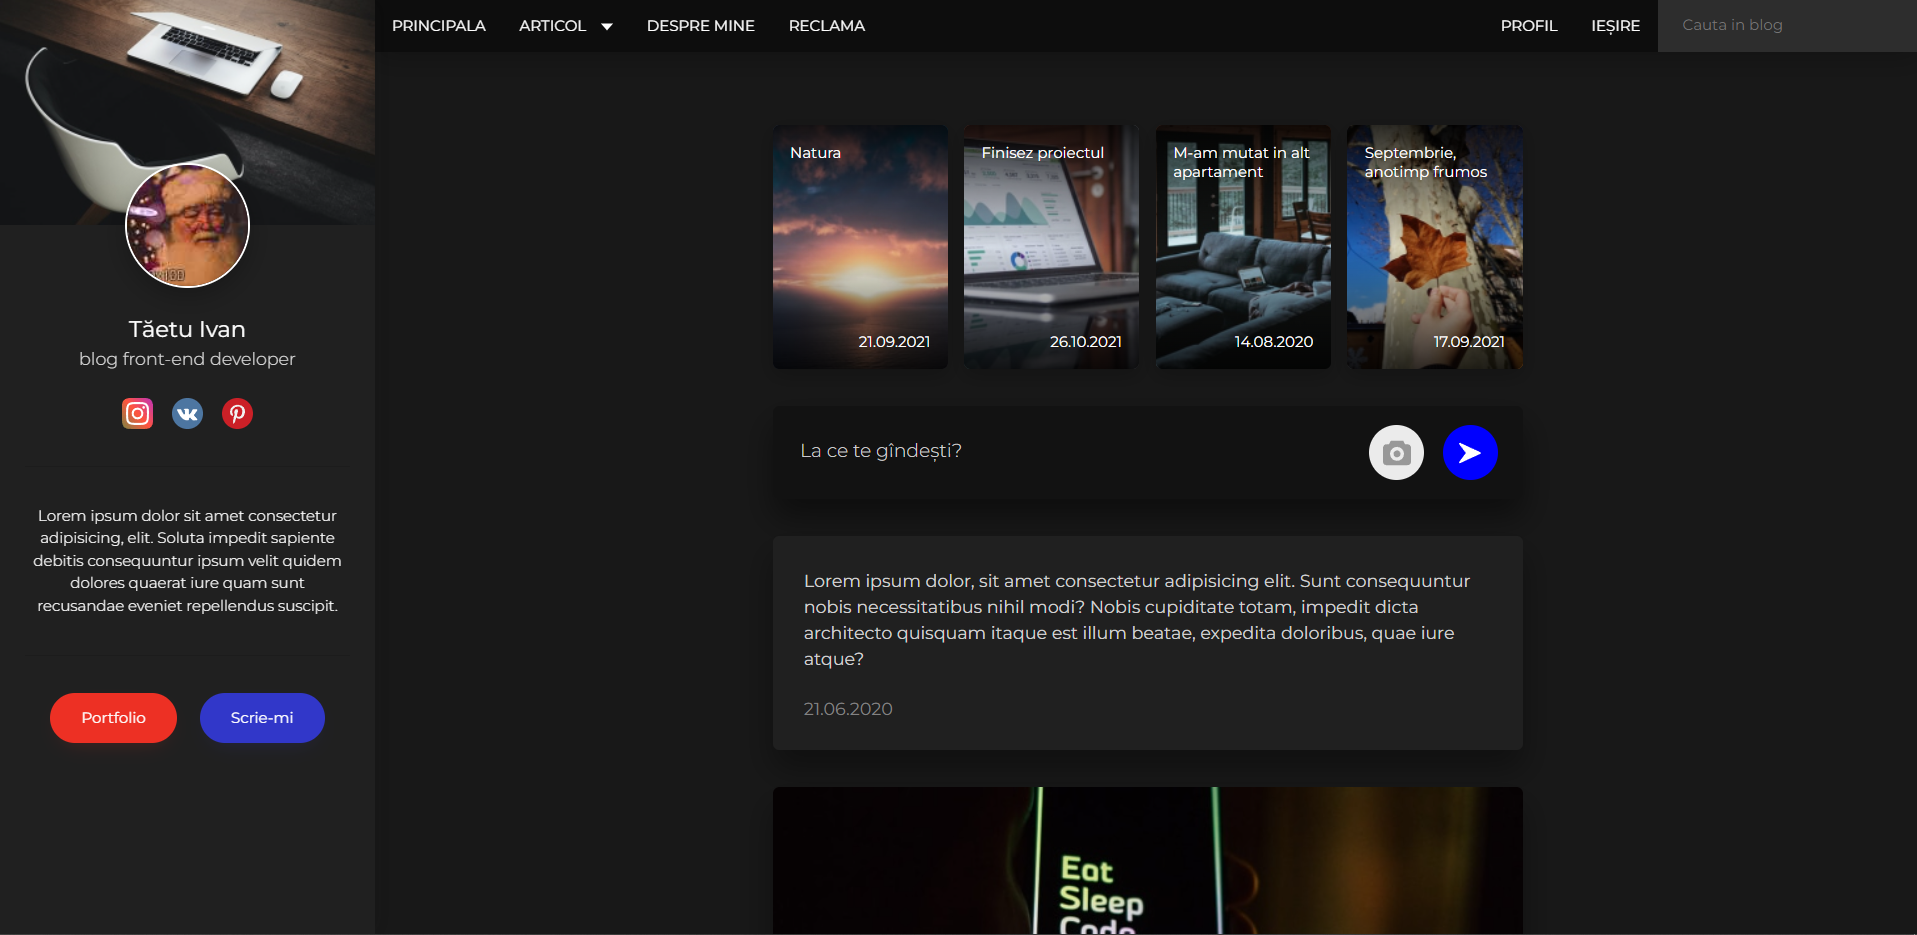 PRINCIPALA
ARTICOL
DESPRE MINE
RECLAMA
PROFIL
IEȘIRE
Cauta in blog
Tăetu Ivan
blog front-end developer
Lorem ipsum dolor sit amet consectetur
adipisicing, elit. Soluta impedit sapiente
debitis consequuntur ipsum velit quidem
dolores quaerat iure quam sunt
recusandae eveniet repellendus suscipit.
Portfolio
Scrie-mi
Natura
21.09.2021
Finisez proiectul
26.10.2021
M-am mutat in alt
apartament
14.08.2020
Septembrie,
anotimp frumos
17.09.2021
La ce te gîndești?
Lorem ipsum dolor, sit amet consectetur adipisicing elit. Sunt consequuntur
nobis necessitatibus nihil modi? Nobis cupiditate totam, impedit dicta
architecto quisquam itaque est illum beatae, expedita doloribus, quae iure
atque?
21.06.2020
Eat
Sleep
Code